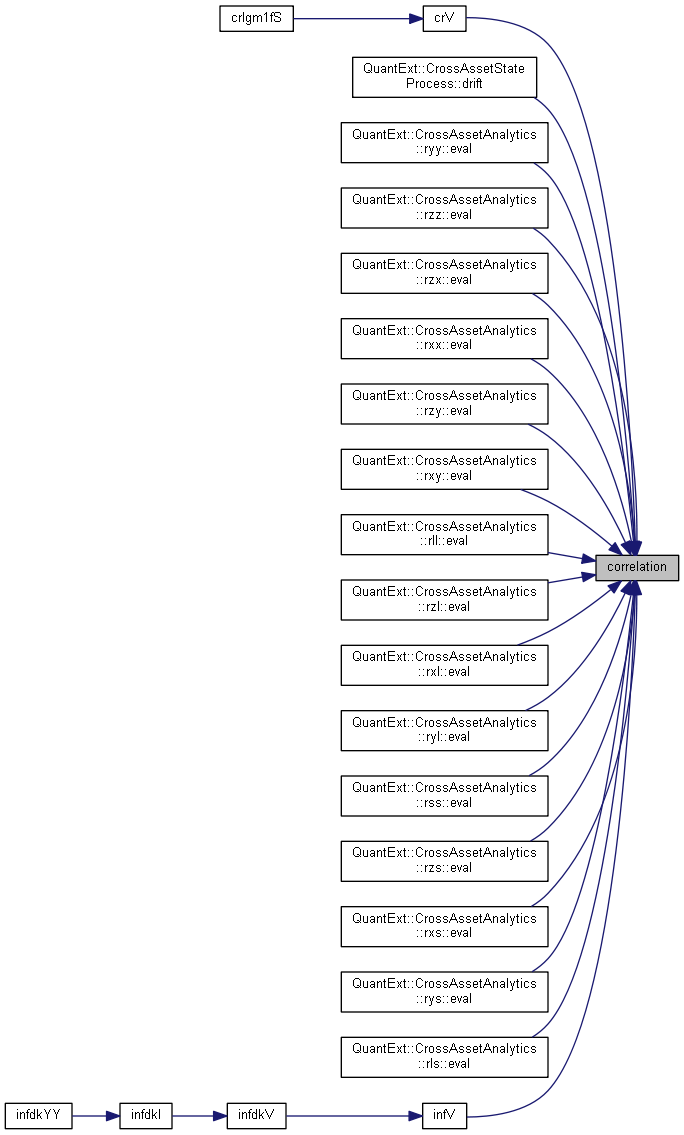 crlgm1fS
crV
QuantExt::CrossAssetState
Process::drift
QuantExt::CrossAssetAnalytics
::ryy::eval
QuantExt::CrossAssetAnalytics
::rzz::eval
QuantExt::CrossAssetAnalytics
::rzx::eval
QuantExt::CrossAssetAnalytics
::rxx::eval
QuantExt::CrossAssetAnalytics
::rzy::eval
QuantExt::CrossAssetAnalytics
::rxy::eval
QuantExt::CrossAssetAnalytics
::rll::eval
correlation
QuantExt::CrossAssetAnalytics
::rzl::eval
QuantExt::CrossAssetAnalytics
::rxl::eval
QuantExt::CrossAssetAnalytics
::ryl::eval
QuantExt::CrossAssetAnalytics
::rss::eval
QuantExt::CrossAssetAnalytics
::rzs::eval
QuantExt::CrossAssetAnalytics
::rxs::eval
QuantExt::CrossAssetAnalytics
::rys::eval
QuantExt::CrossAssetAnalytics
::rls::eval
infdkYY
infdkI
infdkV
infV